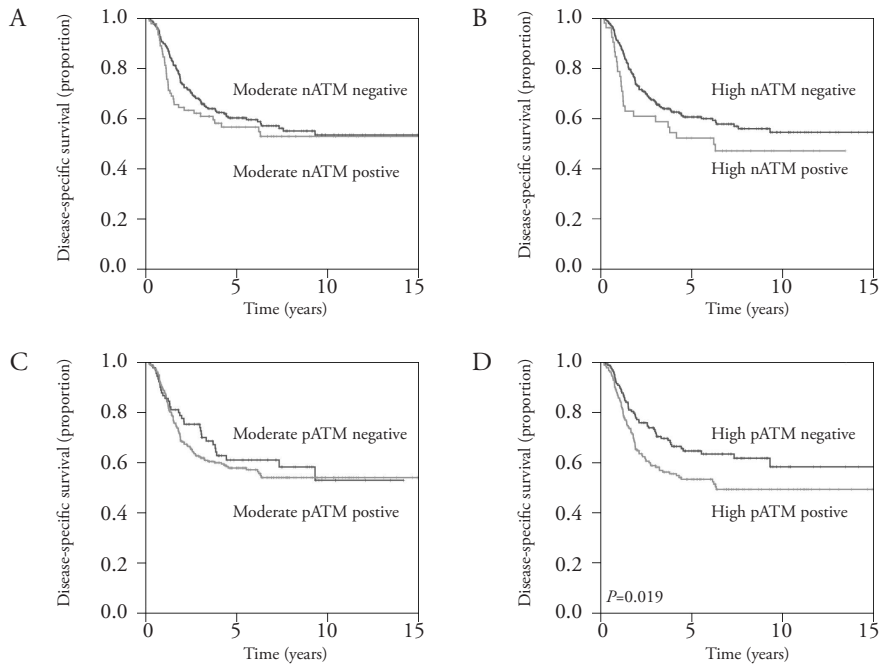 A
Disease-specific survival (proportion)
1.0
0.8
0.6
0.4
0.2
0.0
Moderate nATM negative
Moderate nATM postive
0 5 10 15
Time (years)
B
Disease-specific survival (proportion)
1.0
0.8
0.6
0.4
0.2
0.0
High nATM negative
High nATM postive
0 5 10 15
Time (years)
C
Disease-specific survival (proportion)
1.0
0.8
0.6
0.4
0.2
0.0
Moderate pATM negative
Moderate pATM postive
0 5 10 15
Time (years)
D
Disease-specific survival (proportion)
1.0
0.8
0.6
0.4
0.2
0.0
High pATM negative
High pATM postive
P=0.019
0 5 10 15
Time (years)